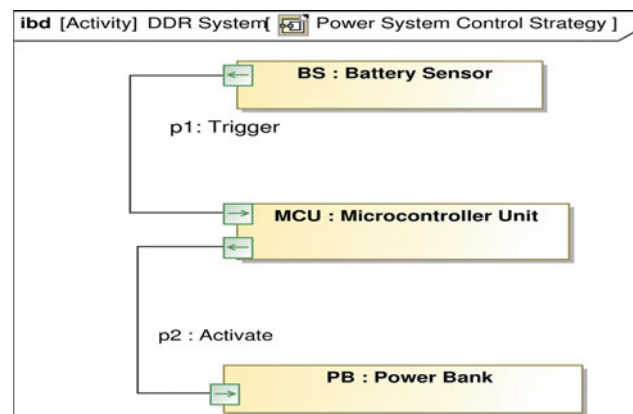 ibd [Activity] DDR System[ Power System Control Strategy ]
BS : Battery Sensor
p1: Trigger
MCU : Microcontroller Unit
p2 : Activate
PB : Power Bank